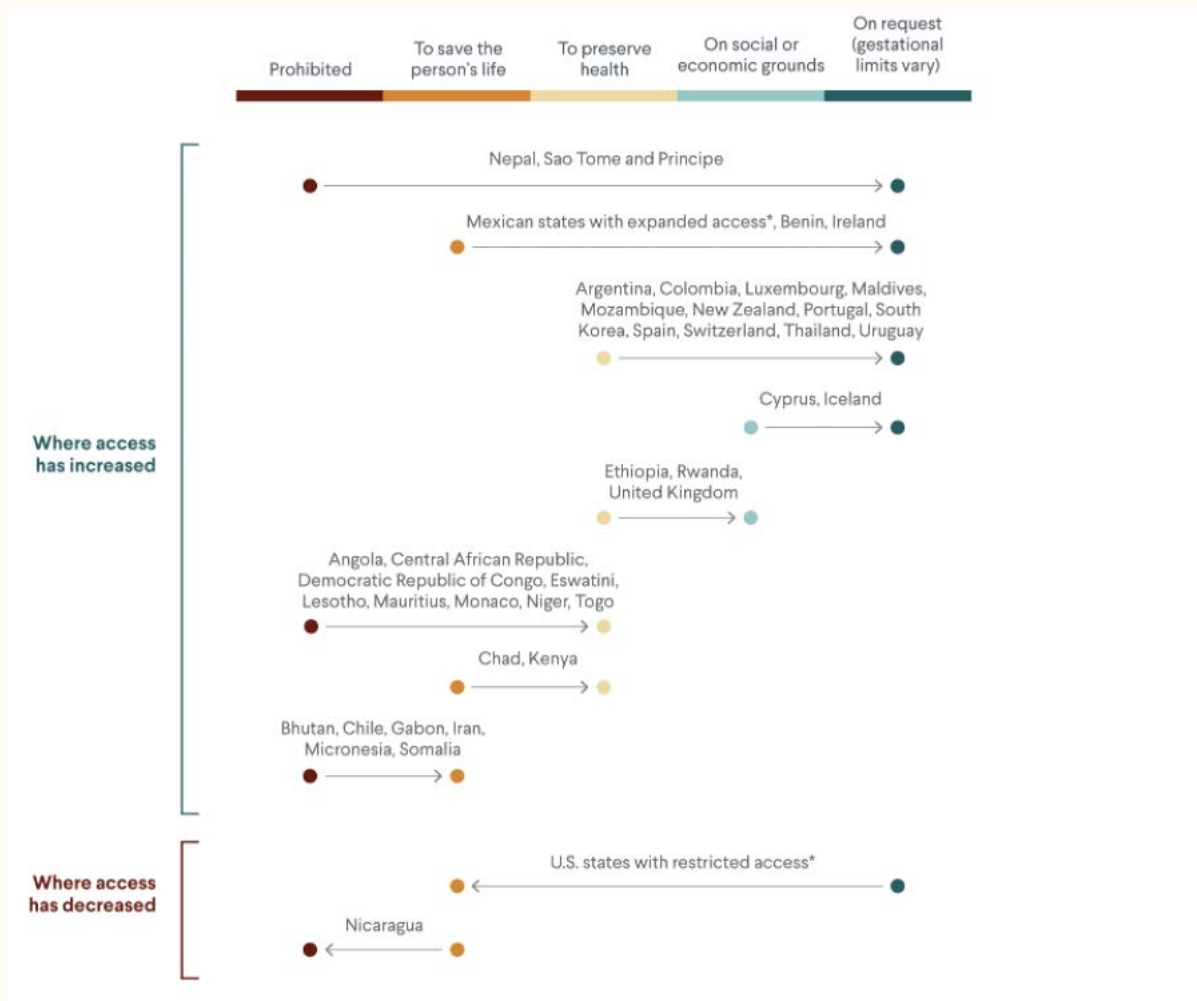 Prohibited
To save the
person's life
To preserve
health
On social or
economic grounds
On request
(gestational
limits vary)
Nepal, Sao Tome and Principe
Mexican states with expanded access*, Benin, Ireland
Argentina, Colombia, Luxembourg, Maldives,
Mozambique, New Zealand, Portugal, South
Korea, Spain, Switzerland, Thailand, Uruguay
Cyprus, Iceland
Where access
has increased
Ethiopia, Rwanda,
United Kingdom
Angola, Central African Republic,
Democratic Republic of Congo, Eswatini,
Lesotho, Mauritius, Monaco, Niger, Togo
Chad, Kenya
Bhutan, Chile, Gabon, Iran,
Micronesia, Somalia
Where access
has decreased
U.S. states with restricted access*
Nicaragua